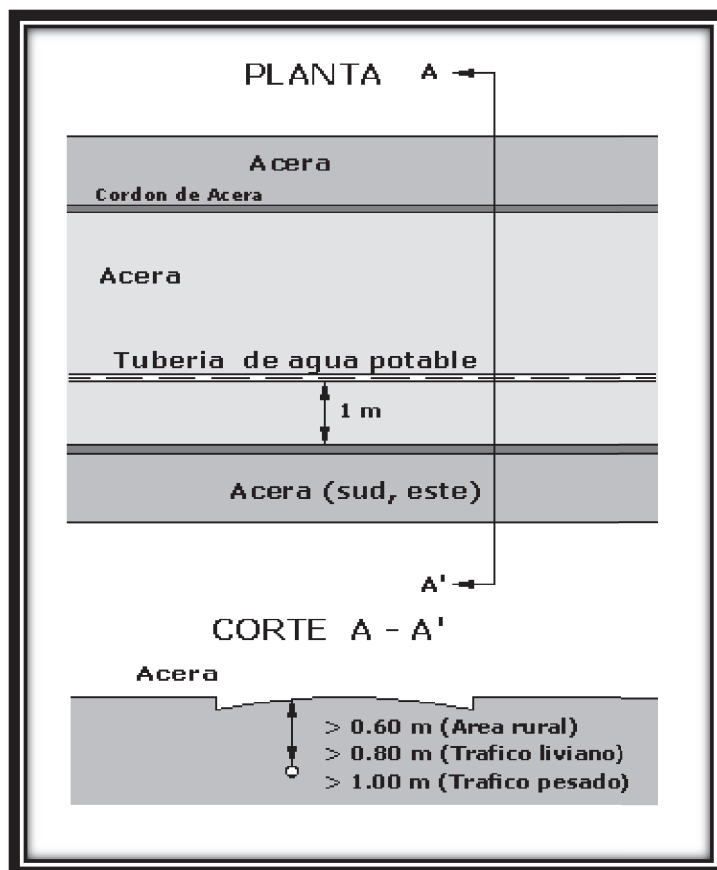 PLANTA A
Acera
Cordon de Acera
Acera
Tuberia de agua potable
1 m
Acera (sud, este)
A'
CORTE A - A'
Acera
> 0.60 m (Area rural)
> 0.80 m (Trafico liviano)
> 1.00 m (Trafico pesado)